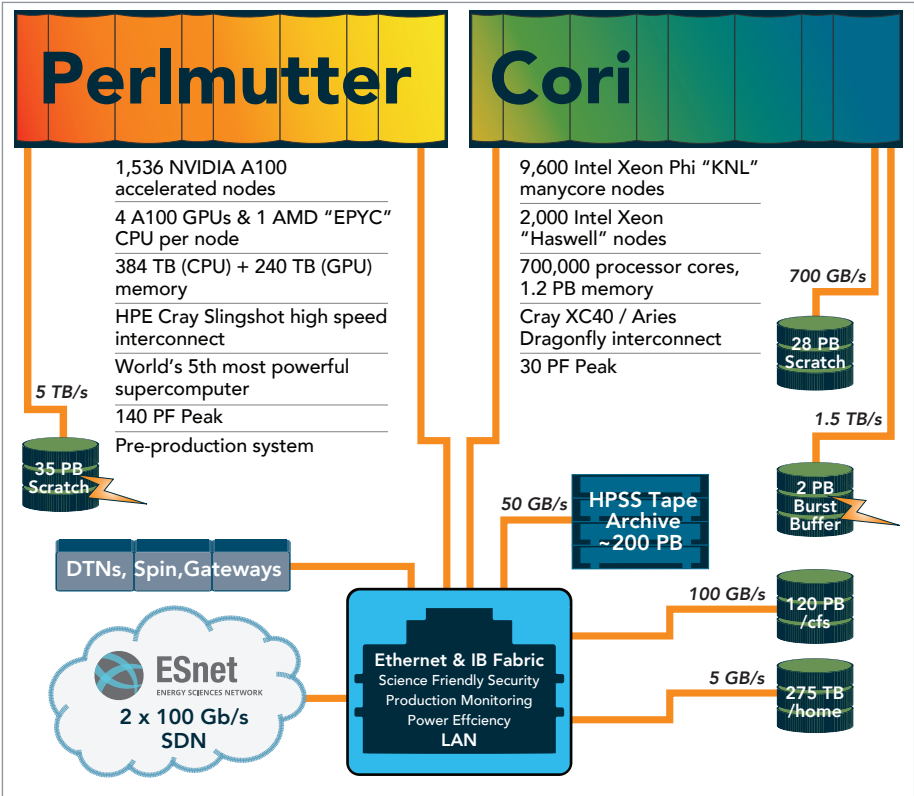 Perlmutter
1,536 NVIDIA A100
accelerated nodes
4 A100 GPUs & 1 AMD “EPYC”
CPU per node
384 TB (CPU) + 240 TB (GPU)
memory
HPE Cray Slingshot high speed
interconnect
World's 5th most powerful
supercomputer
140 PF Peak
Pre-production system
5 TB/s
35 PB
Scratch
Cori
9,600 Intel Xeon Phi “KNL”
manycore nodes
2,000 Intel Xeon
“Haswell” nodes
700,000 processor cores,
1.2 PB memory
Cray XC40 / Aries
Dragonfly interconnect
30 PF Peak
700 GB/s
28 PB
Scratch
1.5 TB/s
2 PB
Burst
Buffer
50 GB/s
HPSS Tape
Archive
~200 PB
DTNs, Spin,Gateways
100 GB/s
120 PB
/cfs
5 GB/s
275 TB
/home
ESnet
ENERGY SCIENCES NETWORK
2 x 100 Gb/s
SDN
Ethernet & IB Fabric
Science Friendly Security
Production Monitoring
Power Effciency
LAN